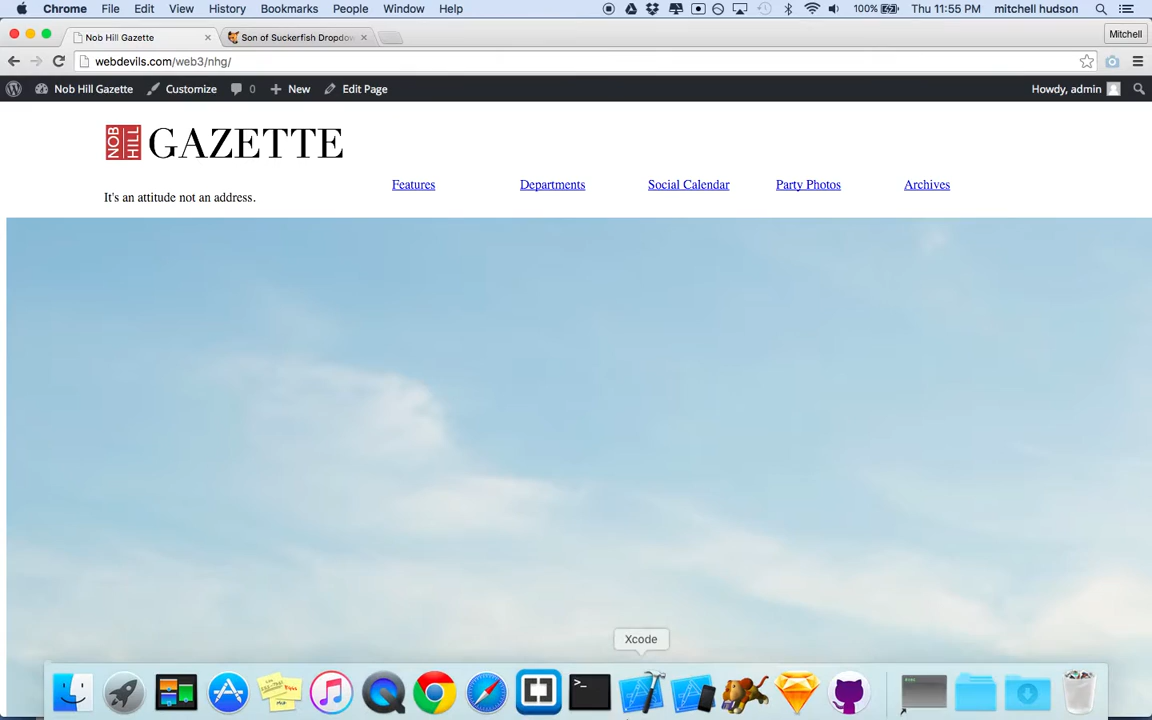 Chrome File Edit View History Bookmarks People Window Help 100% Thu 11:55 PM mitchell hudson
Nob Hill Gazette Son of Suckerfish Dropdow Mitchell
webdevils.com/web3/nhg/
Nob Hill Gazette Customize 0 New Edit Page Howdy, admin
NOB HILL GAZETTE
Features Departments Social Calendar Party Photos Archives
It's an attitude not an address.
Xcode